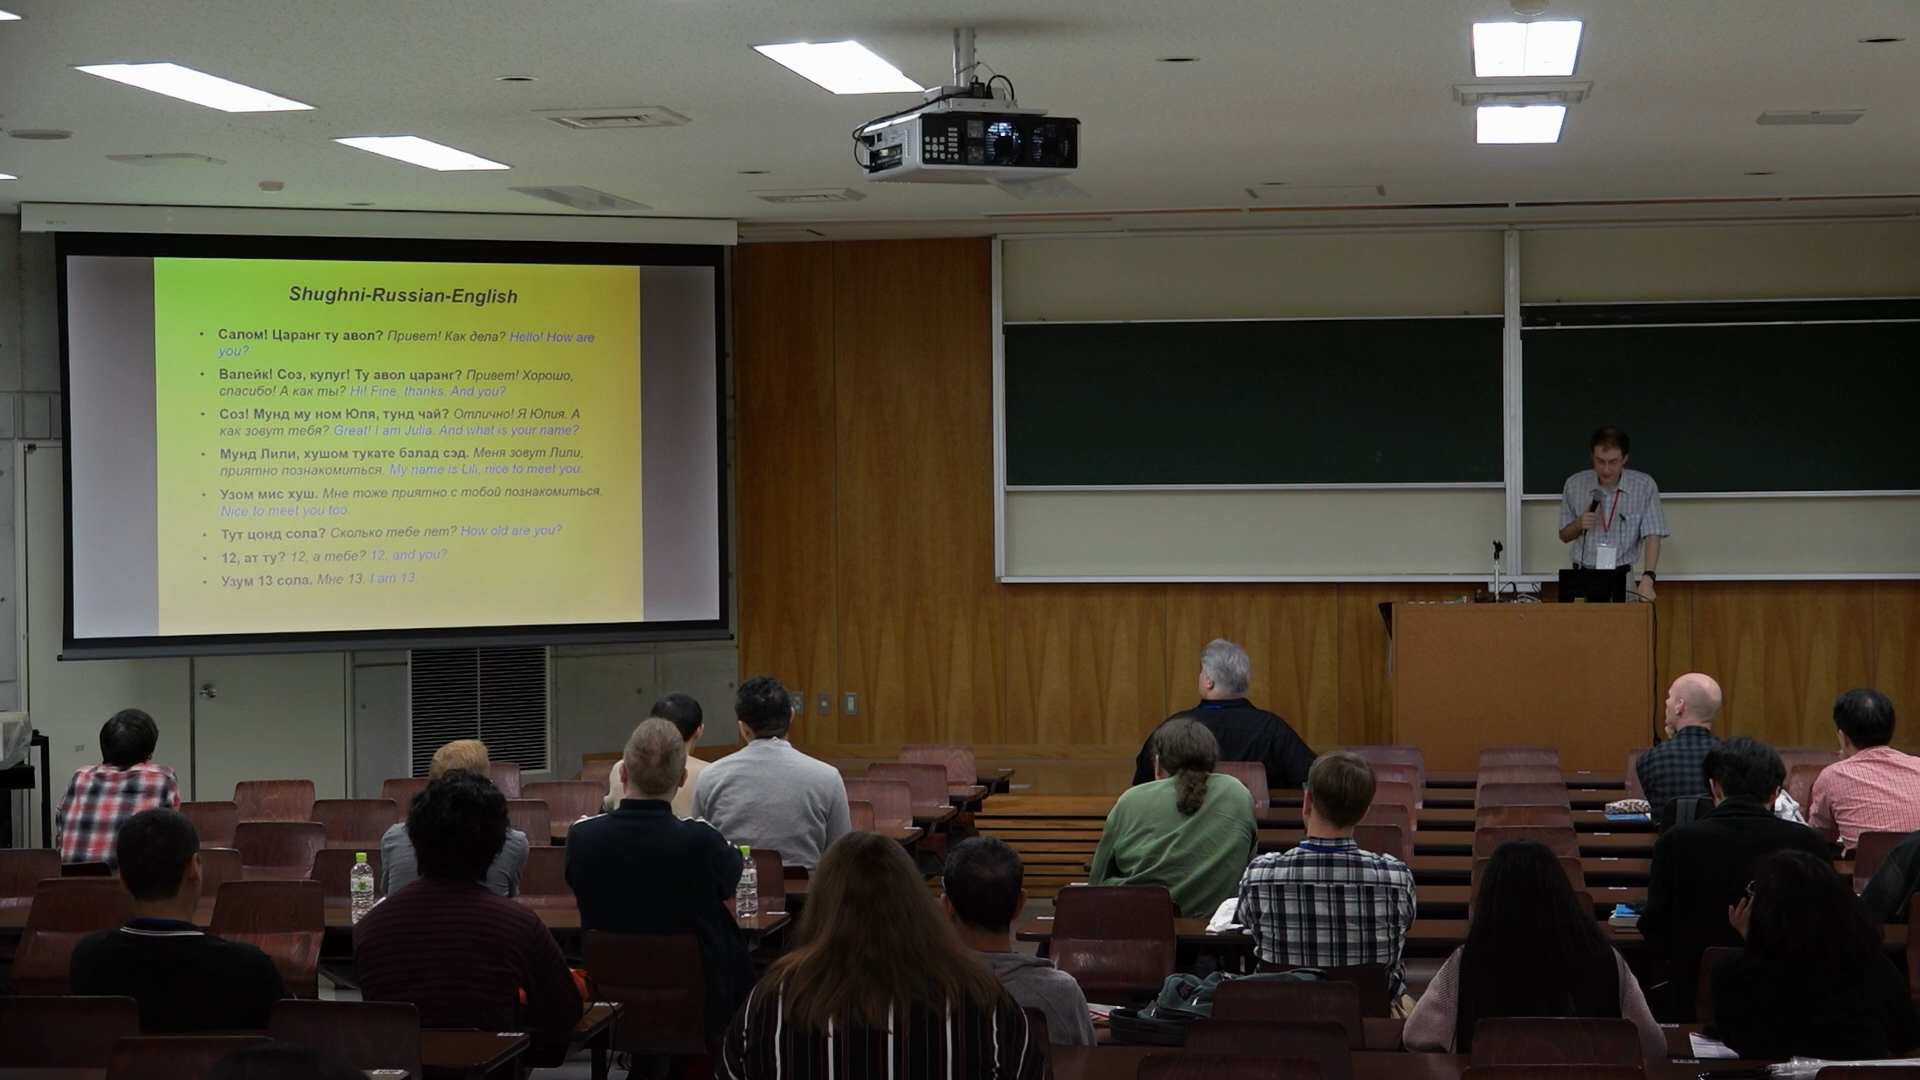 Shughni-Russian-English
• Салом! Царанг ту авол? Привет! Как дела? Hello! How are
you?
• Валейк! Соз, кулуг! Ту авол царанг? Привет! Хорошо,
спасибо! А как ты? Hi! Fine, thanks. And you?
• Соз! Мунд му ном Юля, тунд чай? Отлично! Я Юлия. А
как зовут тебя? Great! I am Julia. And what is your name?
• Мунд Лили, хушом тукате балад сэд. Меня зовут Лили,
приятно познакомиться. My name is Lili, nice to meet you.
• Узом мис хуш. Мне тоже приятно с тобой познакомиться.
Nice to meet you too.
• Тут цонд сола? Сколько тебе лет? How old are you?
• 12, ат ту? 12, а тебе? 12, and you?
• Узум 13 сола. Мне 13. I am 13.